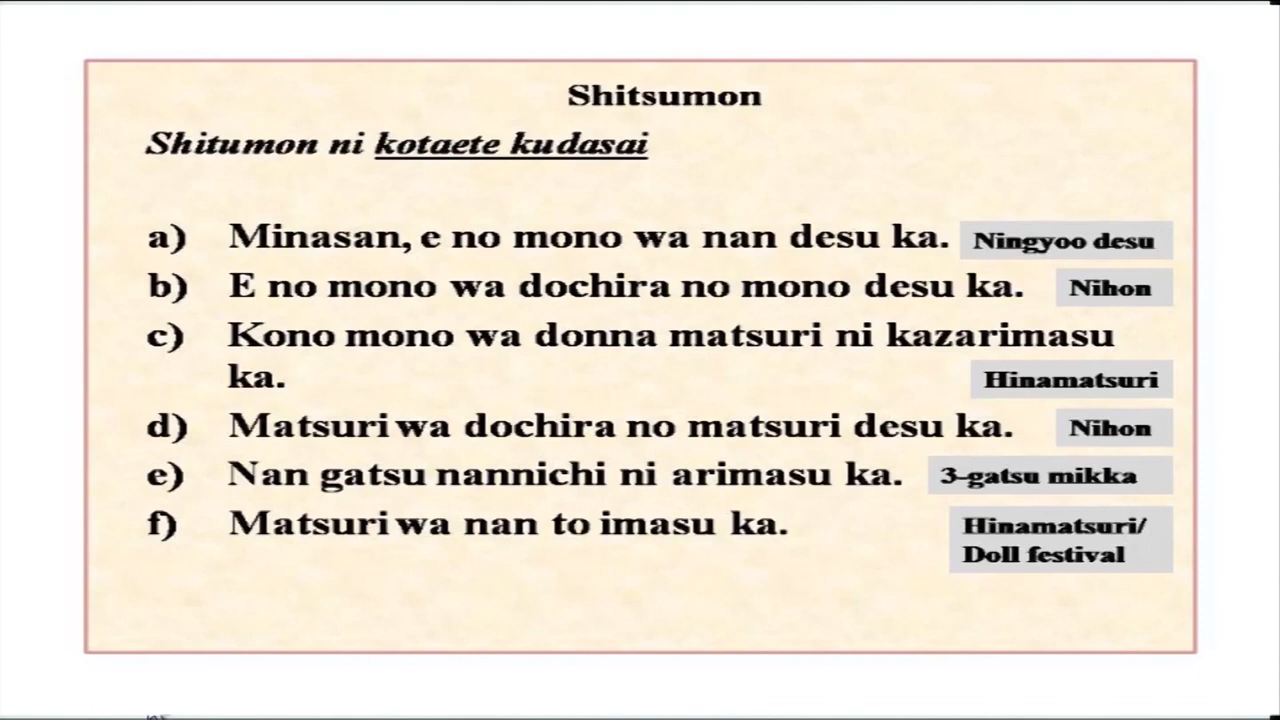 Shitsumon
Shitumon ni kotaete kudasai
a) Minasan, e no mono wa nan desu ka. Ningyoo desu
b) E no mono wa dochira no mono desu ka. Nihon
c) Kono mono wa donna matsuri ni kazarimasu
ka. Hinamatsuri
d) Matsuri wa dochira no matsuri desu ka. Nihon
e) Nan gatsu nannichi ni arimasu ka. 3-gatsu mikka
f) Matsuri wa nan to imasu ka. Hinamatsuri/
Doll festival